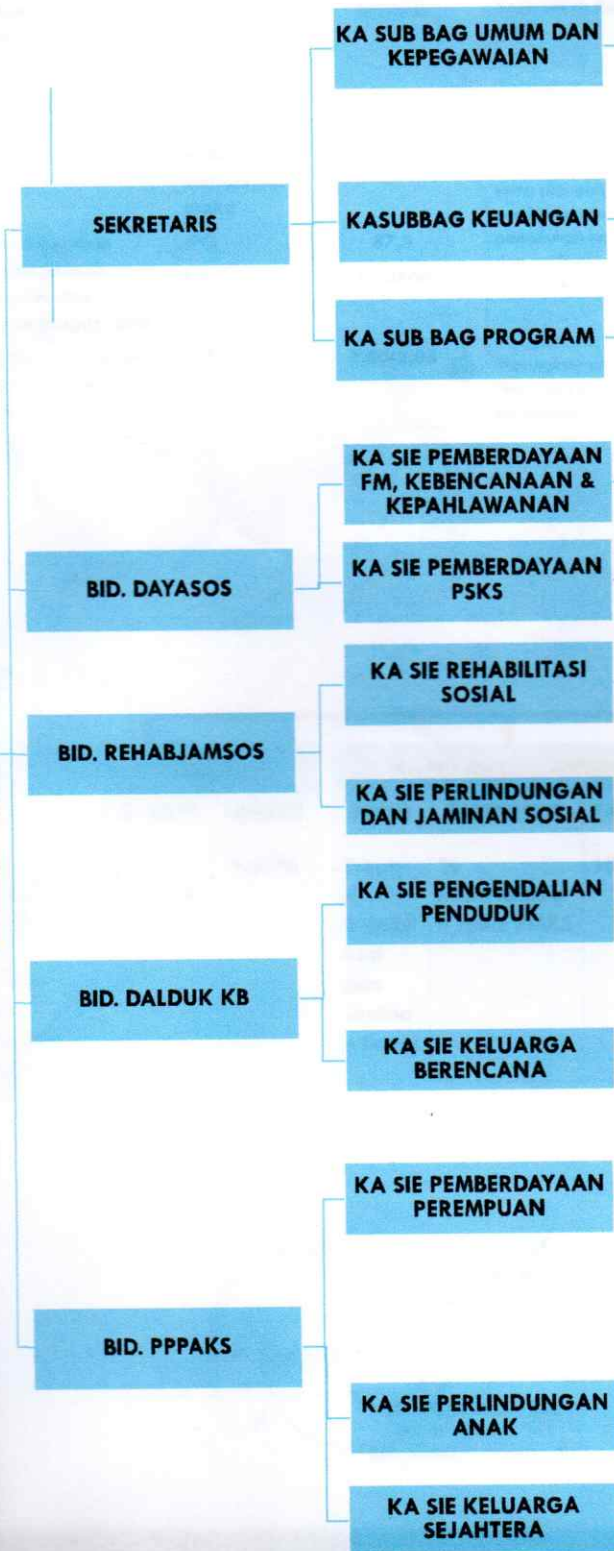 KA SUB BAG UMUM DAN
KEPEGAWAIAN
SEKRETARIS
KASUBBAG KEUANGAN
KA SUB BAG PROGRAM
KA SIE PEMBERDAYAAN
FM, KEBENCANAAN &
KEPAHLAWANAN
BID. DAYASOS
KA SIE PEMBERDAYAAN
PSKS
KA SIE REHABILITASI
SOSIAL
BID. REHABJAMSOS
KA SIE PERLINDUNGAN
DAN JAMINAN SOSIAL
KA SIE PENGENDALIAN
PENDUDUK
BID. DALDUK KB
KA SIE KELUARGA
BERENCANA
KA SIE PEMBERDAYAAN
PEREMPUAN
BID. PPPAKS
KA SIE PERLINDUNGAN
ANAK
KA SIE KELUARGA
SEJAHTERA